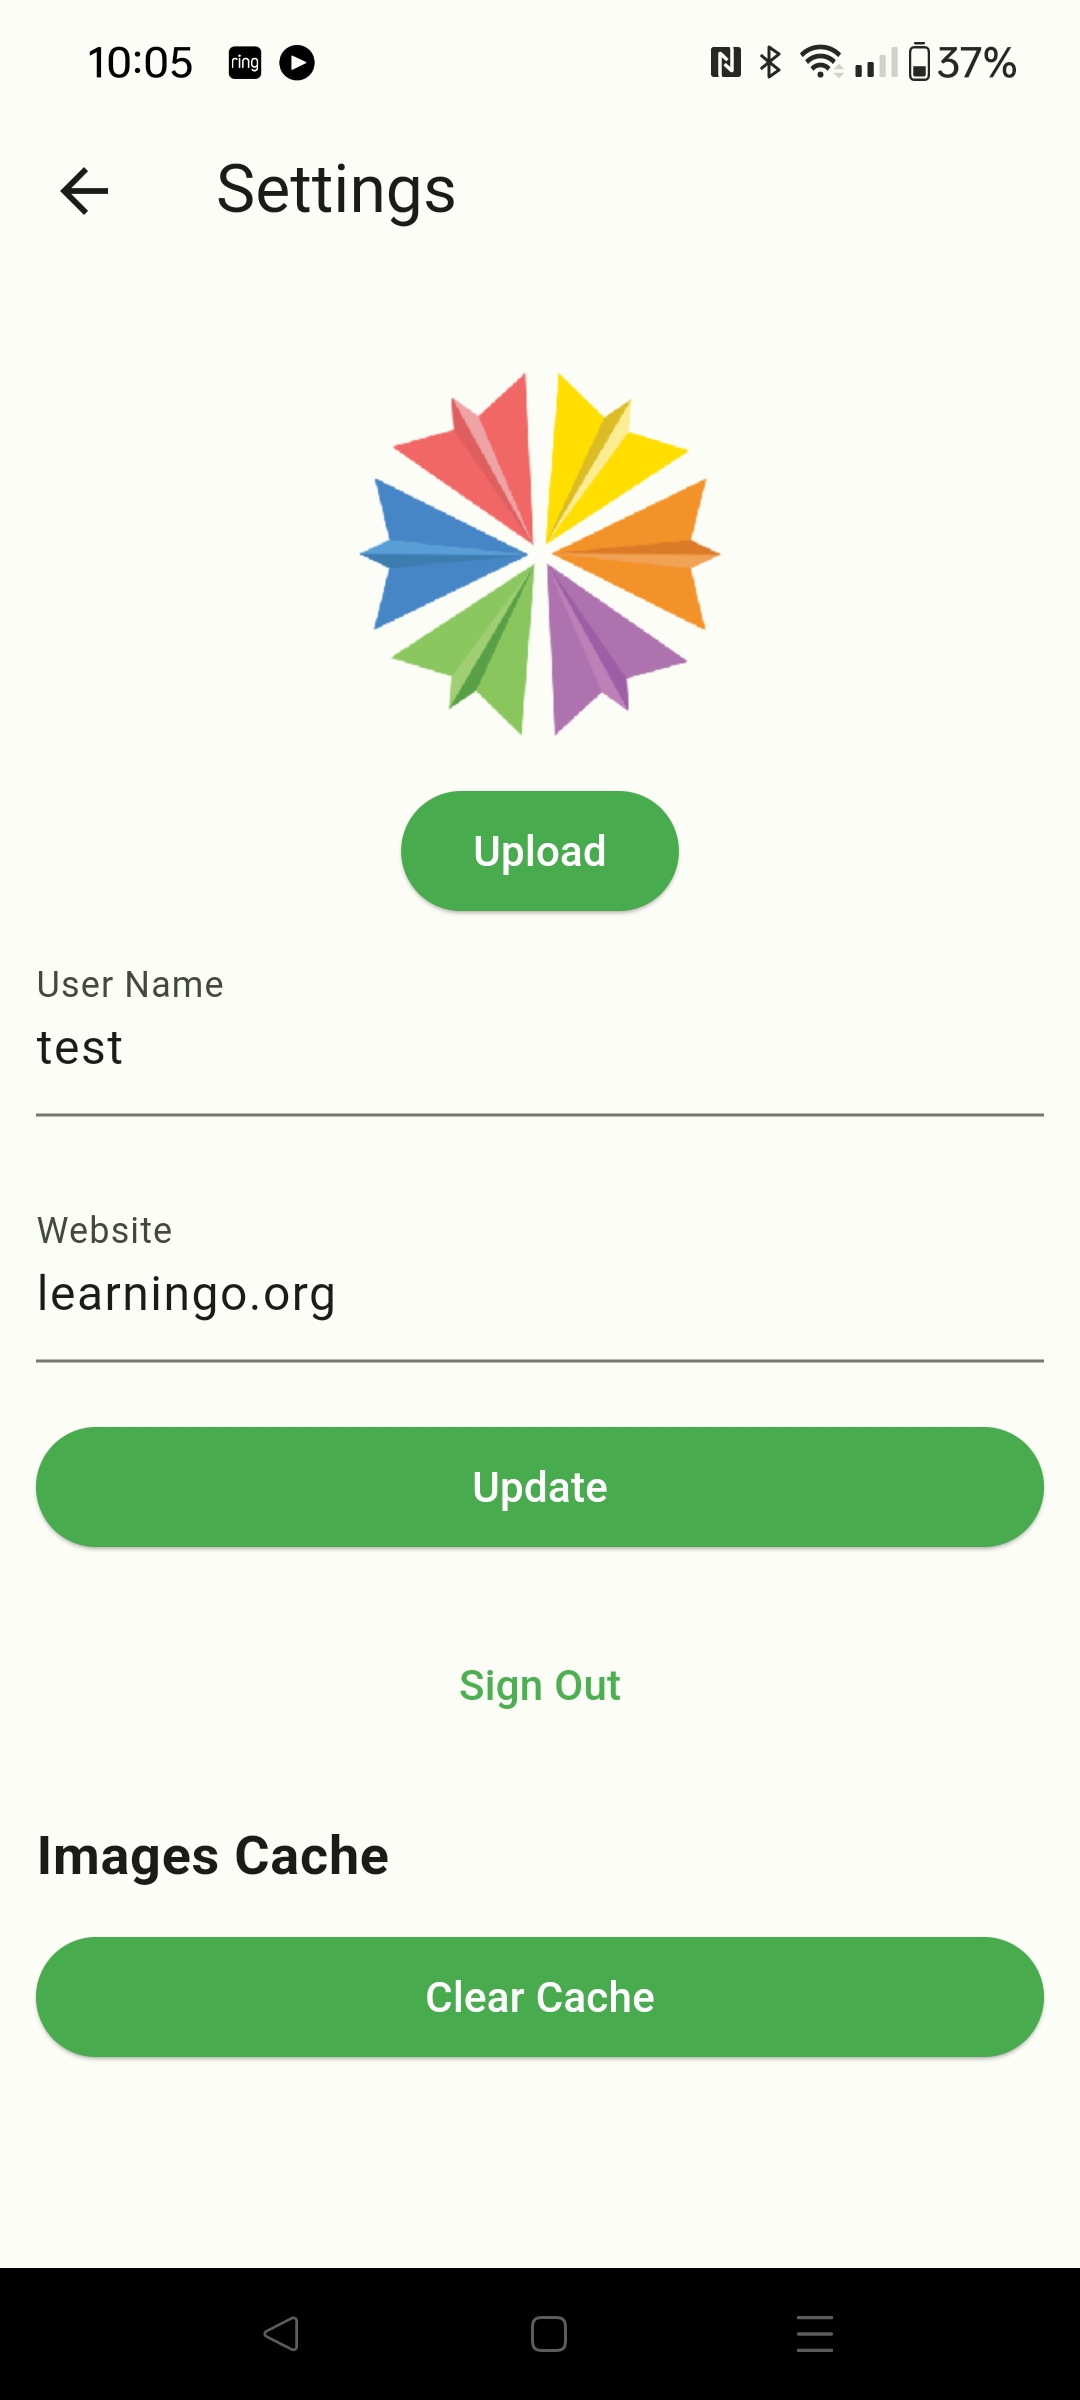 10:05 ring 37%
Settings
Upload
User Name
test
Website
learningo.org
Update
Sign Out
Images Cache
Clear Cache